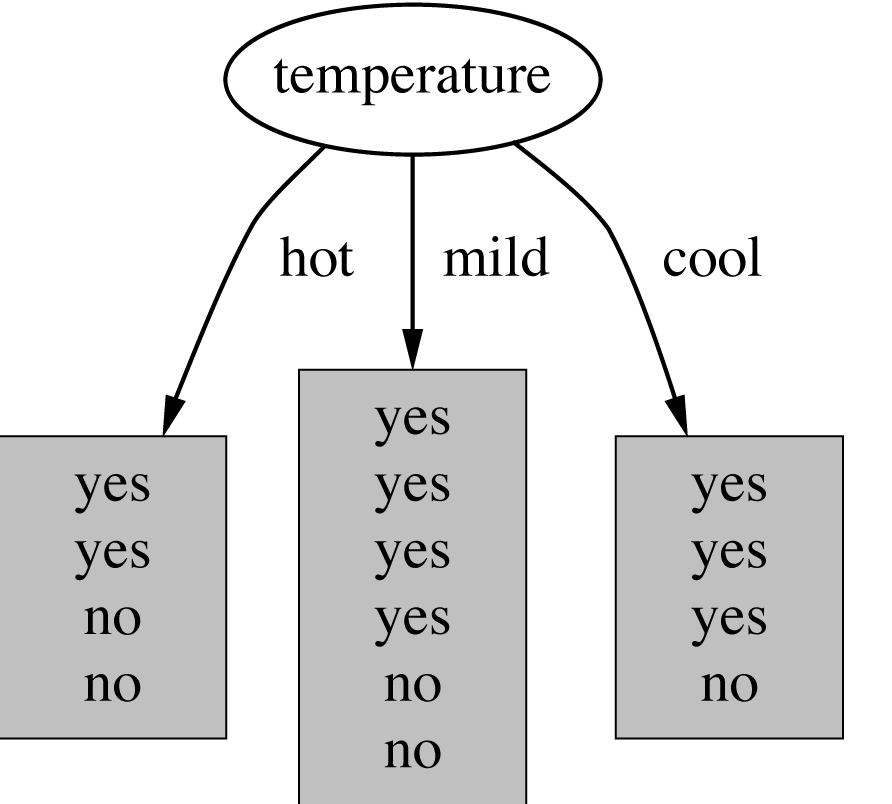 temperature
hot
mild
cool
yes
yes
no
no
yes
yes
yes
yes
no
no
yes
yes
yes
no